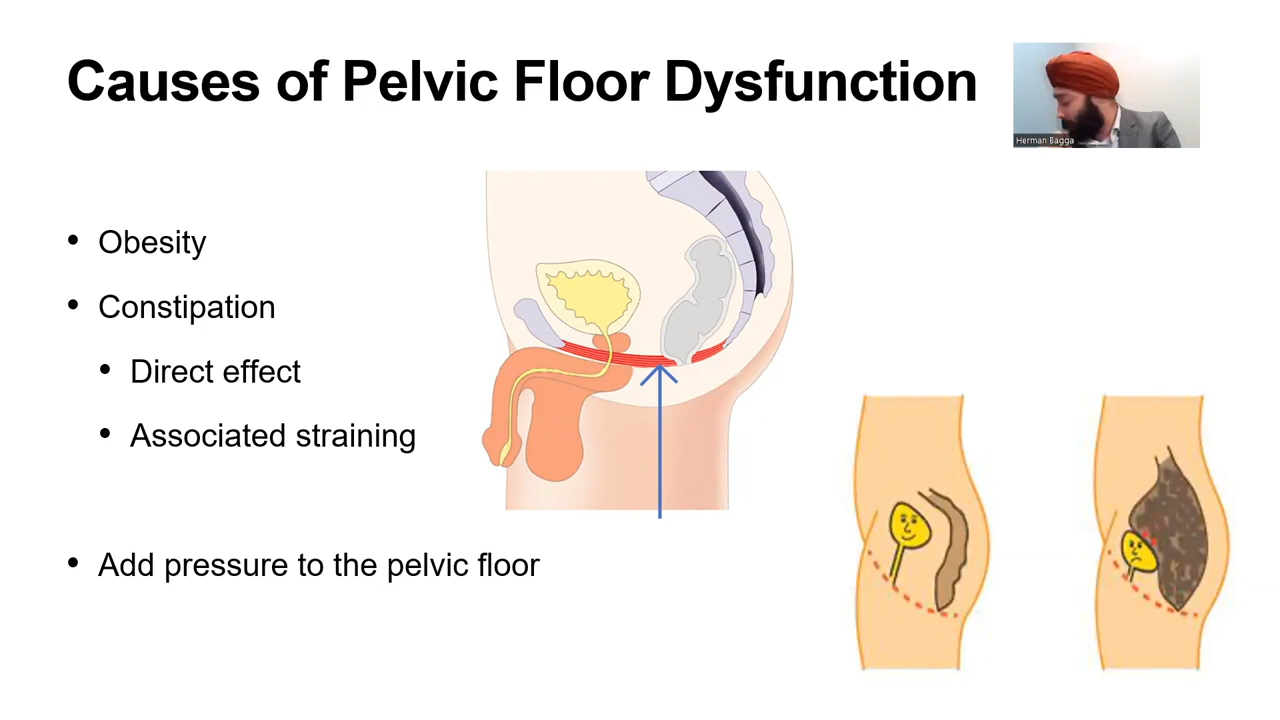 Causes of Pelvic Floor Dysfunction
Herman Bagga
• Obesity
• Constipation
• Direct effect
• Associated straining
• Add pressure to the pelvic floor